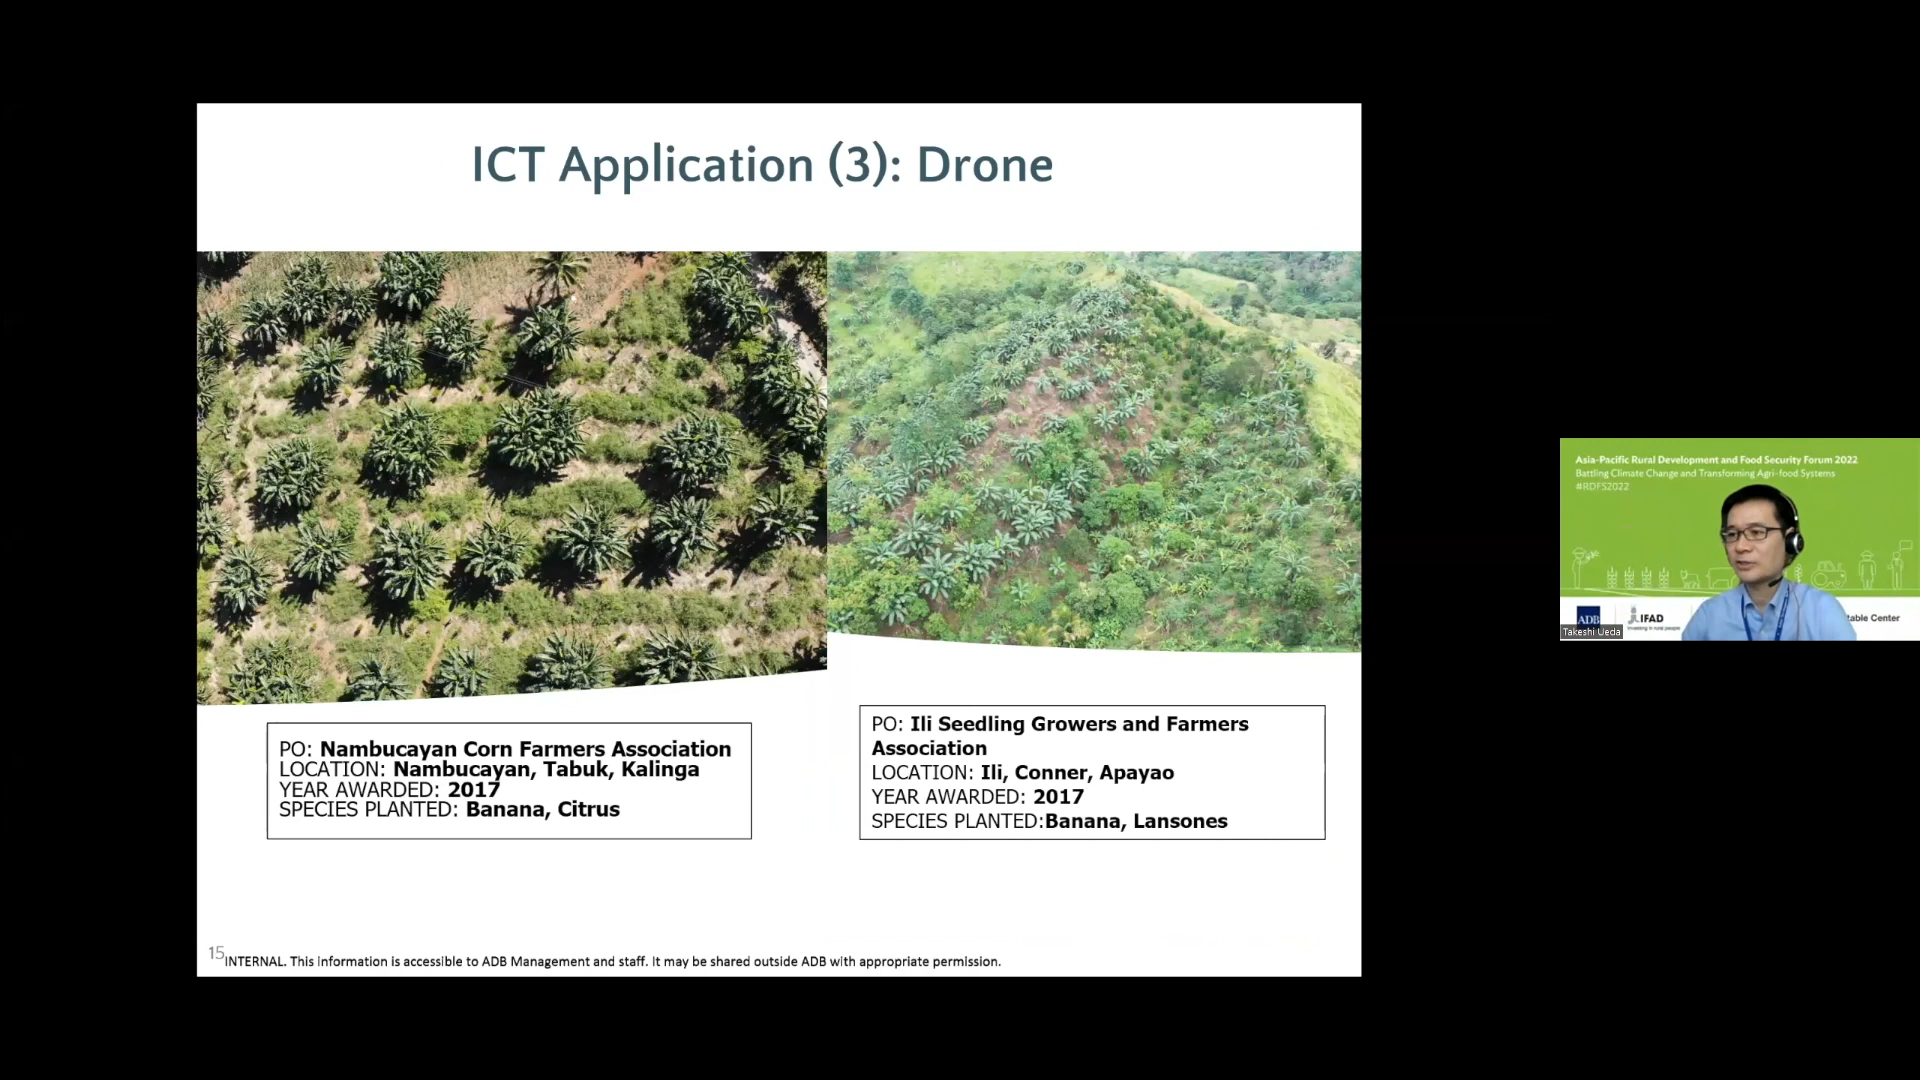 ICT Application (3): Drone
PO: Nambucayan Corn Farmers Association
LOCATION: Nambucayan, Tabuk, Kalinga
YEAR AWARDED: 2017
SPECIES PLANTED: Banana, Citrus
PO: Ili Seedling Growers and Farmers
Association
LOCATION: Ili, Conner, Apayao
YEAR AWARDED: 2017
SPECIES PLANTED:Banana, Lansones
15
INTERNAL. This information is accessible to ADB Management and staff. It may be shared outside ADB with appropriate permission.
Asia-Pacific Rural Development and Food Security Forum 2022
Battling Climate Change and Transforming Agri-food Systems
#RDFS2022
ADB
IFAD
Investing in rural people
table Center
Takeshi Ueda